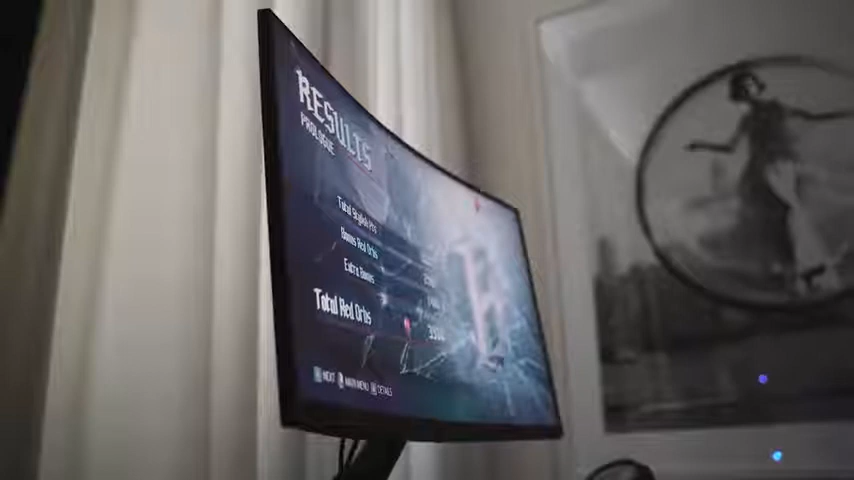 RESULTS
PROLOGUE
Total Stylish Pts
Bonus Red Orbs
Extra Bonus
Total Red Orbs
NEXT MAIN MENU DETAILS